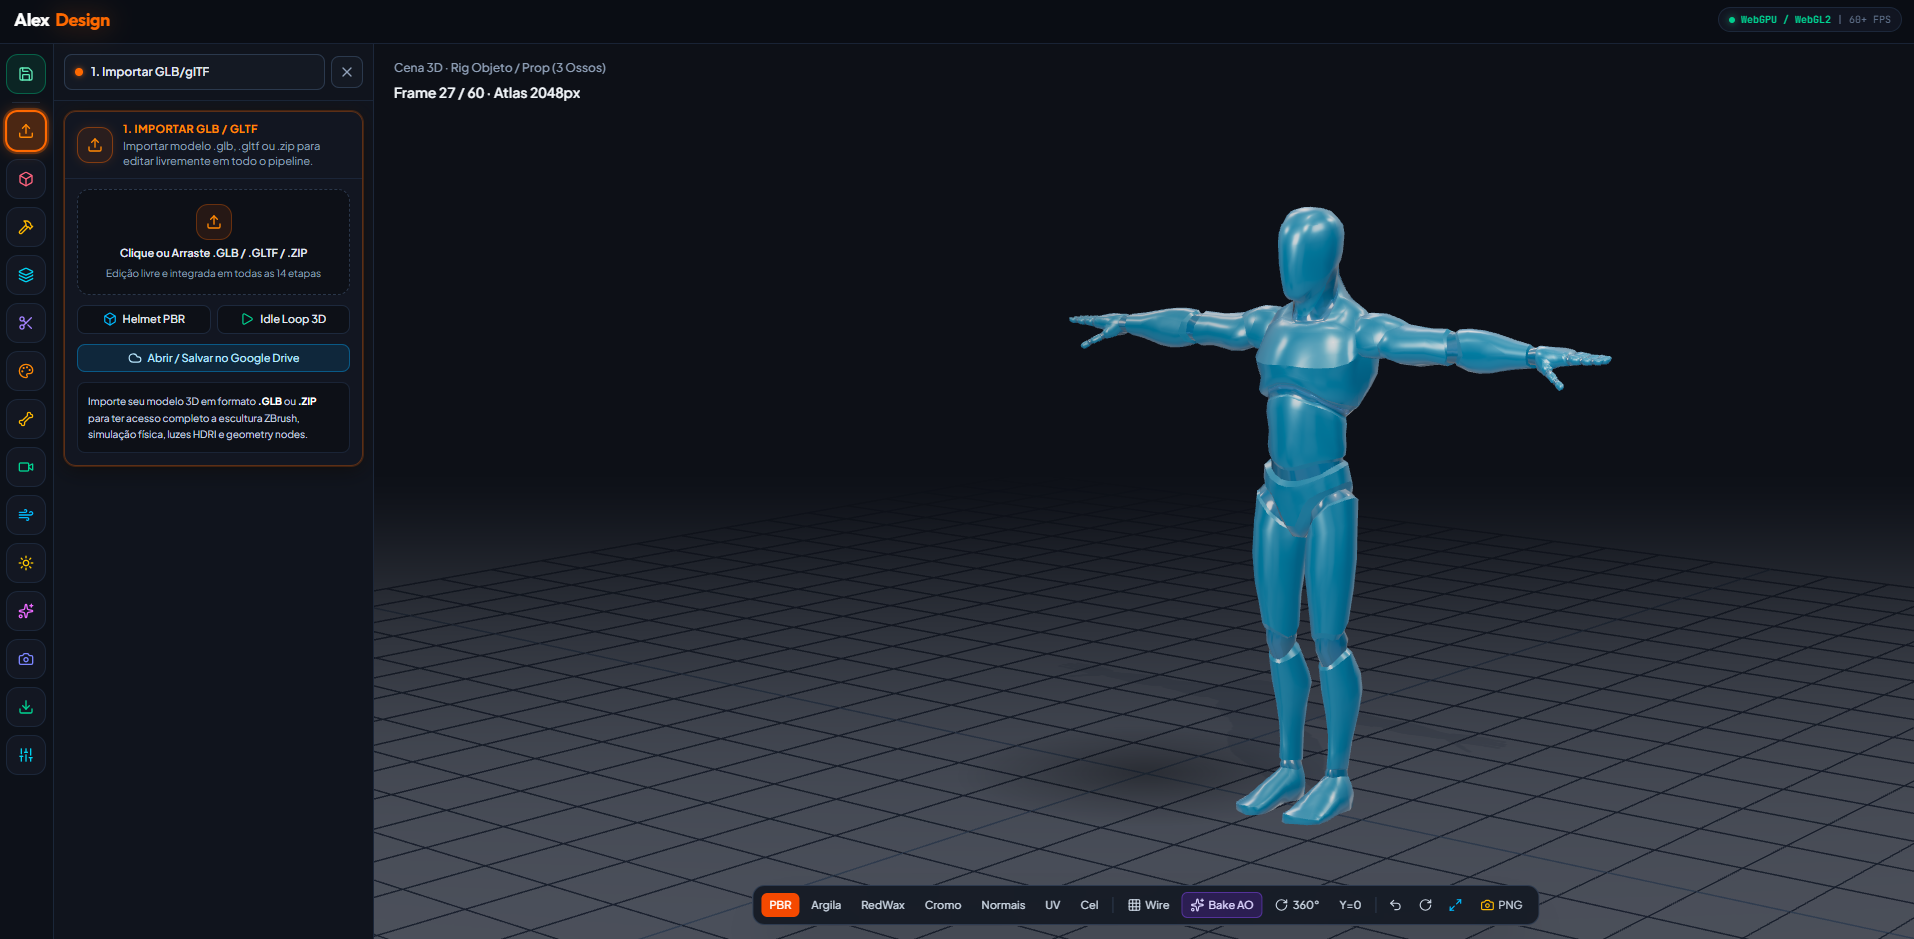 Alex Design
WebGPU / WebGL2 | 60+ FPS
1. Importar GLB/glTF
Cena 3D · Rig Objeto / Prop (3 Ossos)
Frame 27 / 60 · Atlas 2048px
1. IMPORTAR GLB / GLTF
Importar modelo .glb, .gltf ou .zip para
editar livremente em todo o pipeline.
Clique ou Arraste .GLB / .GLTF / .ZIP
Edição livre e integrada em todas as 14 etapas
Helmet PBR
Idle Loop 3D
Abrir / Salvar no Google Drive
Importe seu modelo 3D em formato .GLB ou .ZIP
para ter acesso completo a escultura ZBrush,
simulação física, luzes HDRI e geometry nodes.
PBR Argila RedWax Cromo Normais UV Cel Wire Bake AO 360° Y=0 PNG